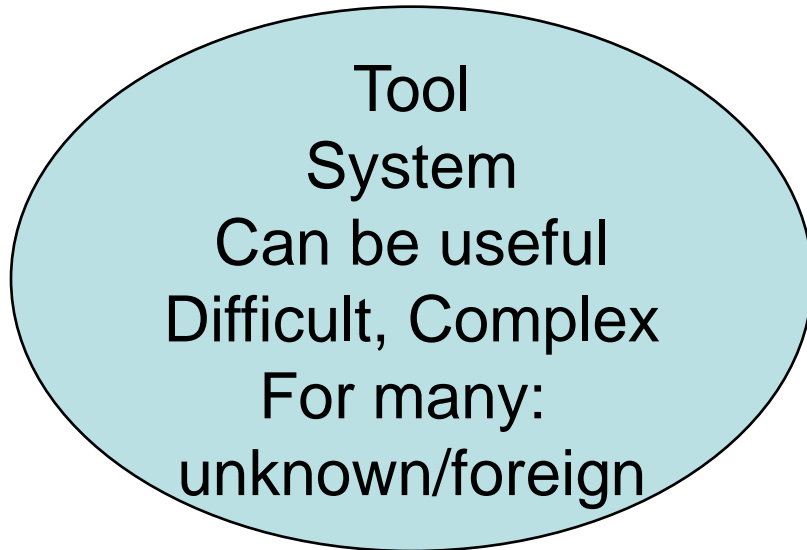 Tool
System
Can be useful
Difficult, Complex
For many:
unknown/foreign